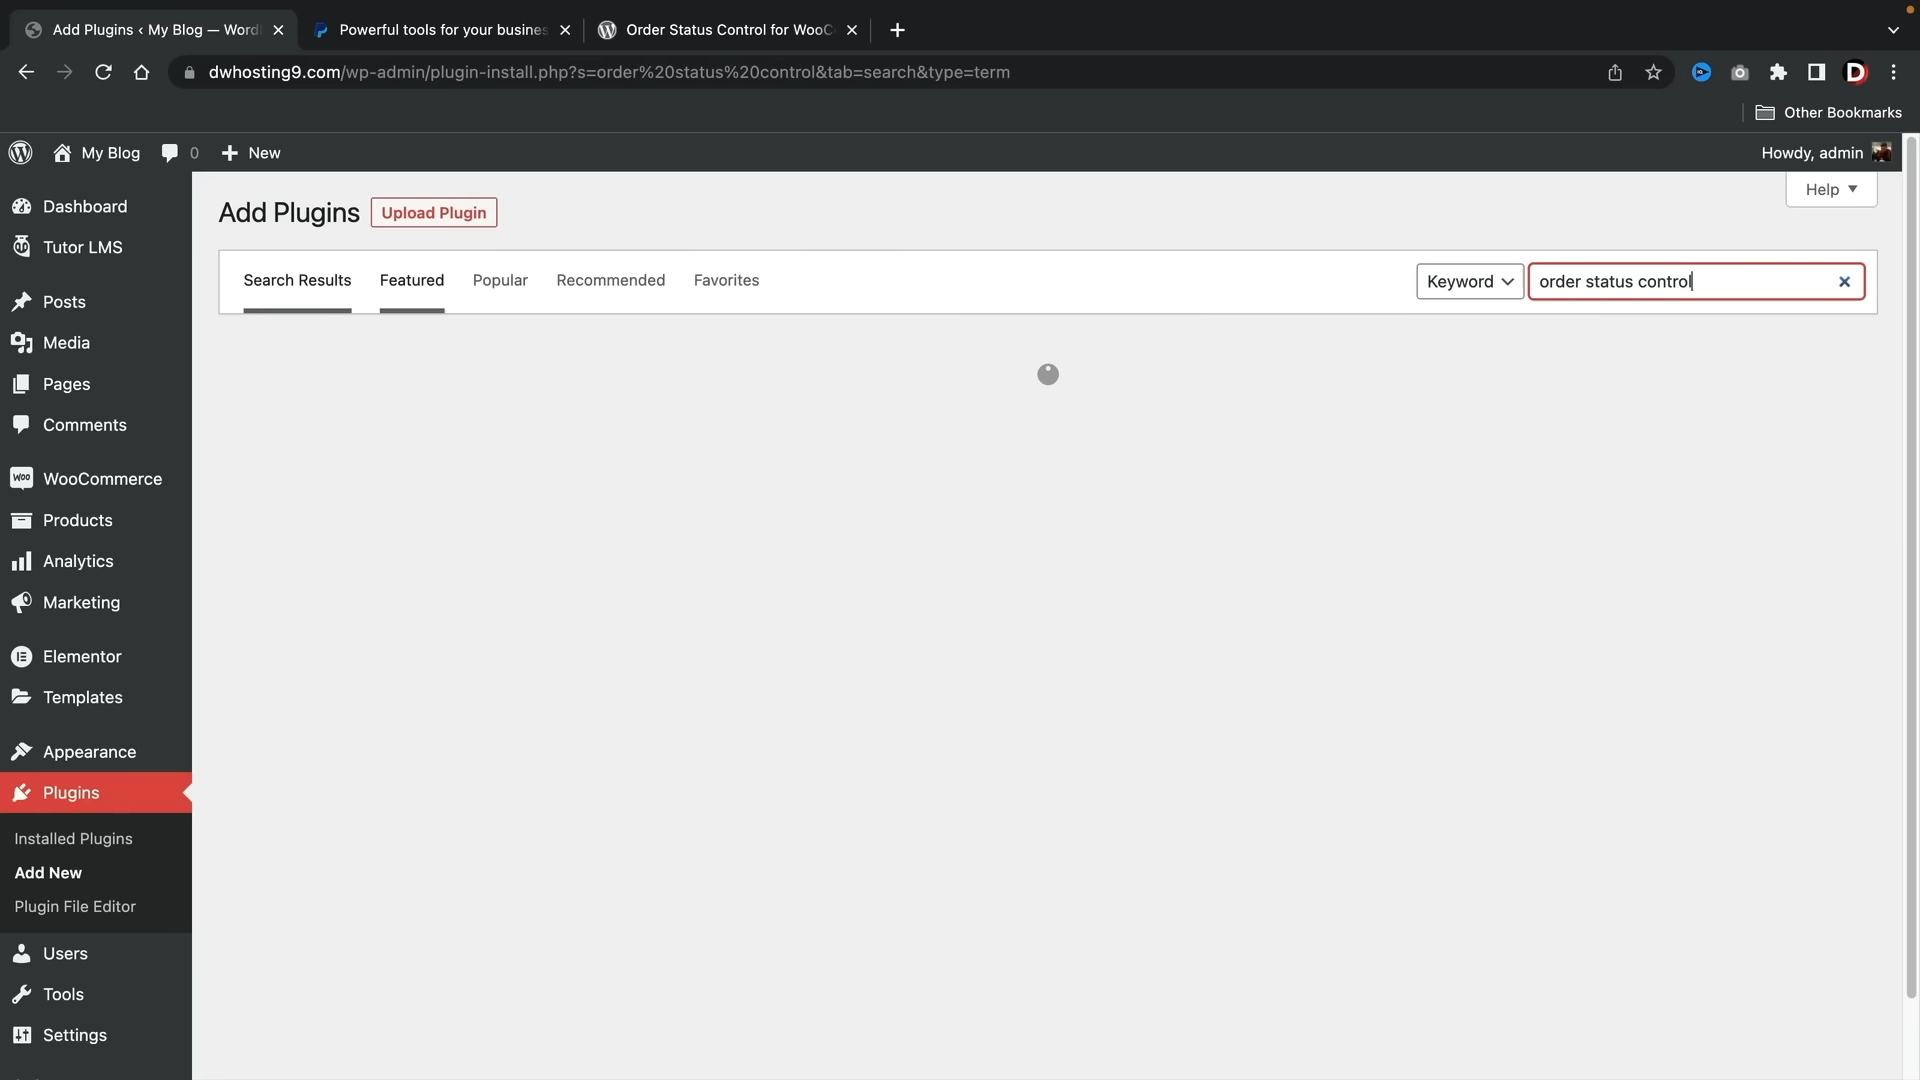 Add Plugins ‹ My Blog — Word
Powerful tools for your busines
Order Status Control for WooC
dwhosting9.com/wp-admin/plugin-install.php?s=order%20status%20control&tab=search&type=term
Other Bookmarks
My Blog
0
New
Howdy, admin
Help
Dashboard
Tutor LMS
Posts
Media
Pages
Comments
WooCommerce
Products
Analytics
Marketing
Elementor
Templates
Appearance
Plugins
Installed Plugins
Add New
Plugin File Editor
Users
Tools
Settings
Add Plugins
Upload Plugin
Search Results
Featured
Popular
Recommended
Favorites
Keyword
order status control